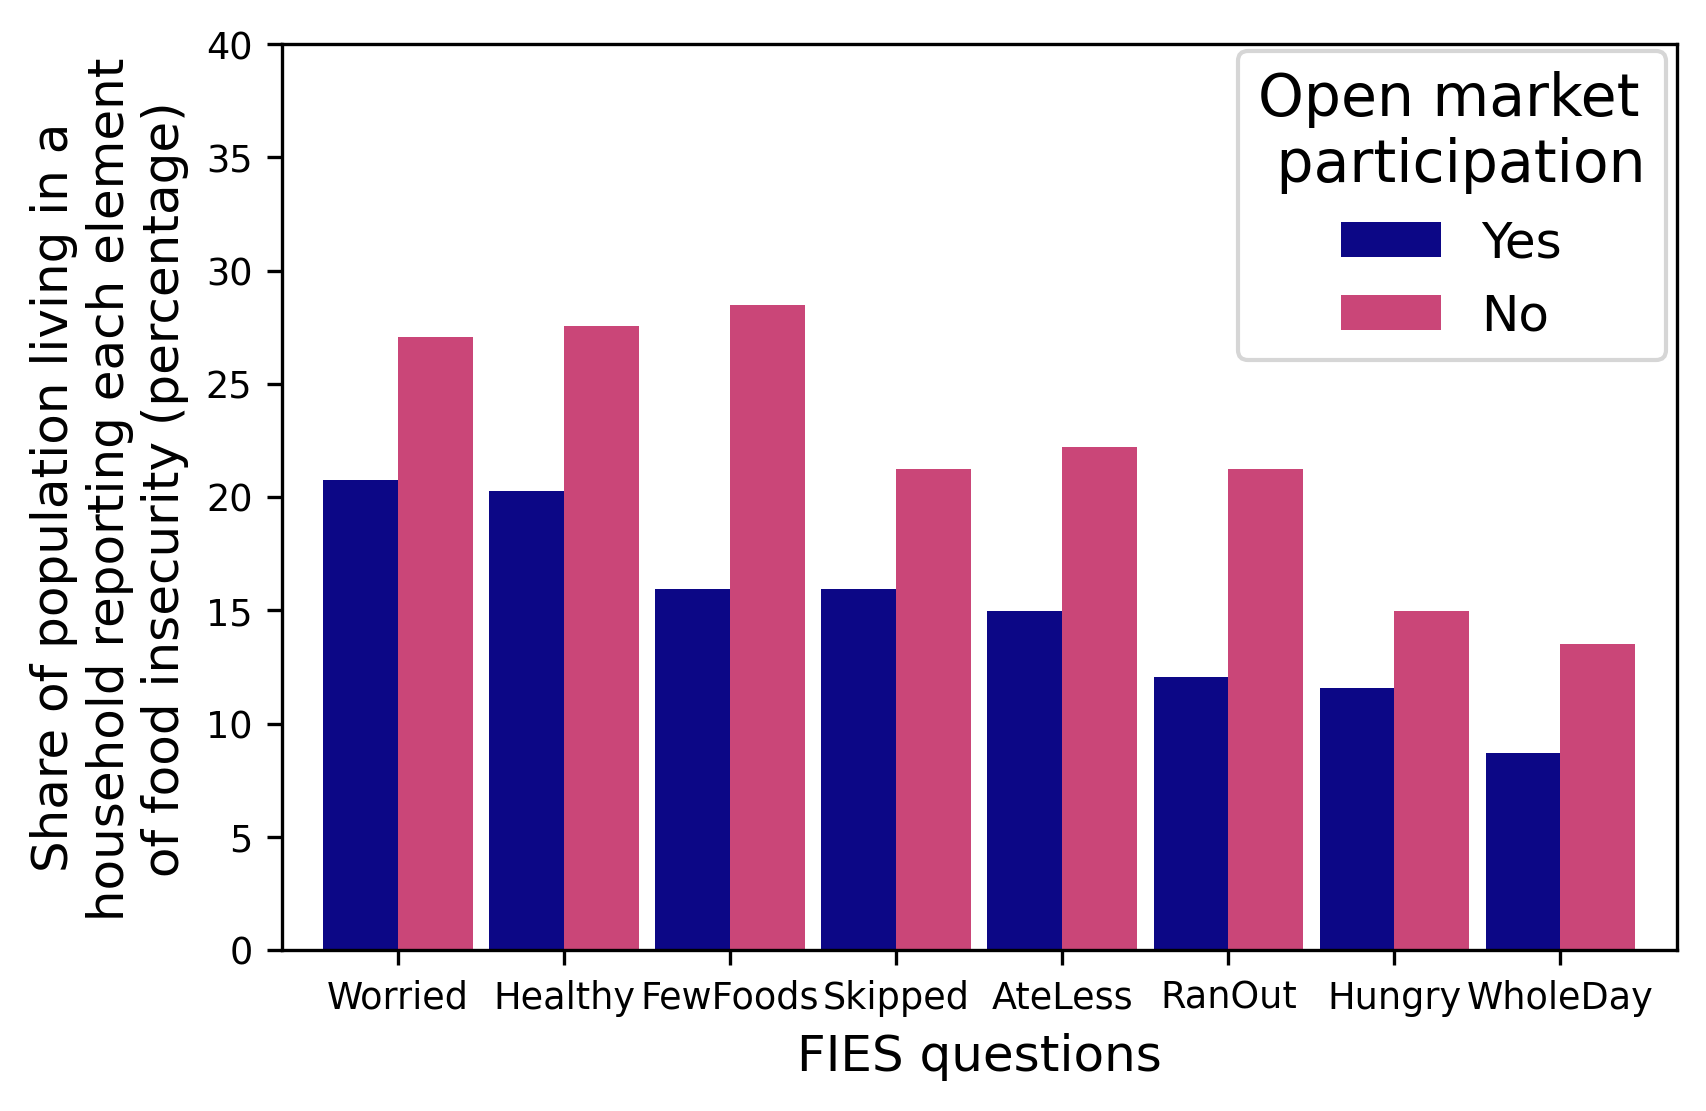 Share of population living in a
household reporting each element
of food insecurity (percentage)
40
35
30
25
20
15
10
5
0
Open market
participation
Yes
No
Worried Healthy FewFoods Skipped AteLess RanOut Hungry WholeDay
FIES questions